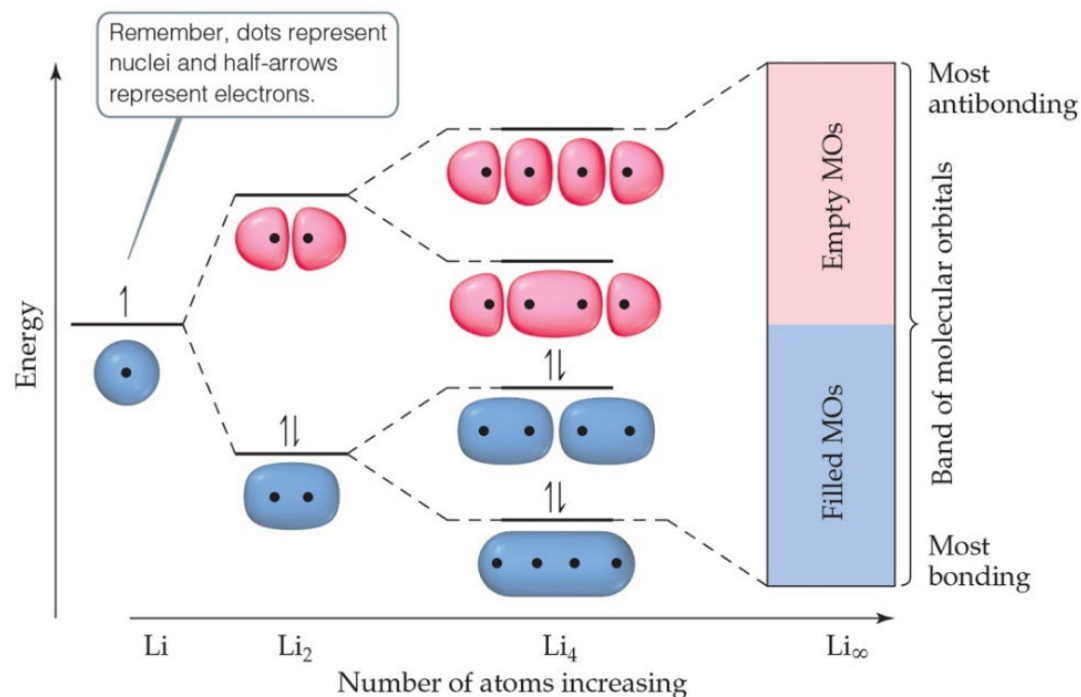 Remember, dots represent
nuclei and half-arrows
represent electrons.
Energy
Most
antibonding
Empty MOs
Filled MOs
Band of molecular orbitals
Most
bonding
Li
Li₂
Li₄
Li∞
Number of atoms increasing